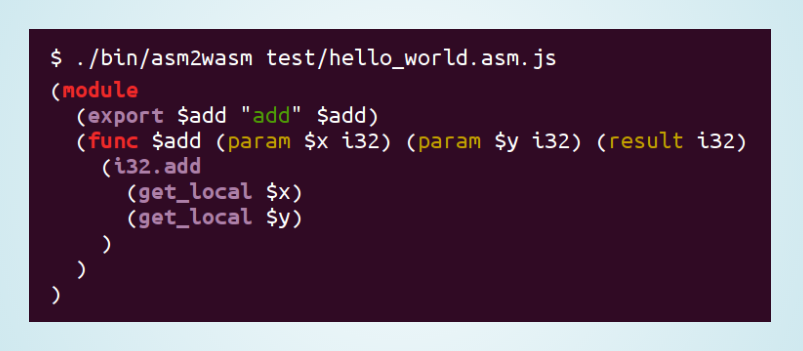 $ ./bin/asm2wasm test/hello_world.asm.js
(module
  (export $add "add" $add)
  (func $add (param $x i32) (param $y i32) (result i32)
    (i32.add
      (get_local $x)
      (get_local $y)
    )
  )
)